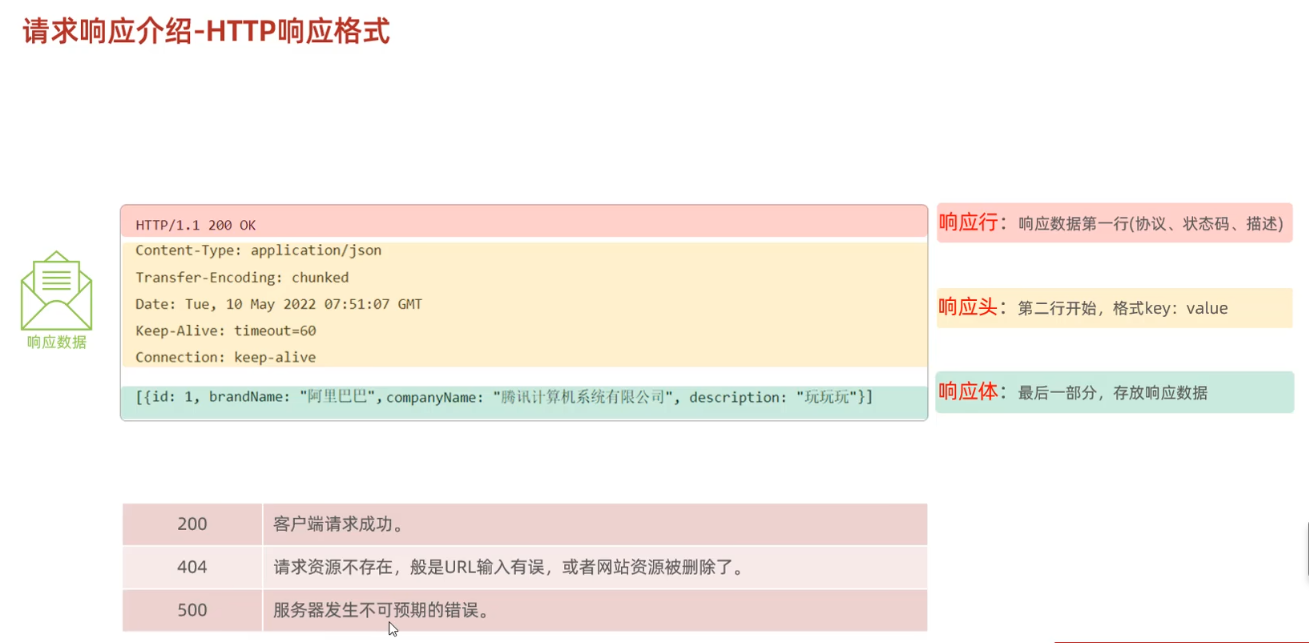 请求响应介绍-HTTP响应格式
HTTP/1.1 200 OK
响应行：响应数据第一行(协议、状态码、描述)
Content-Type: application/json
Transfer-Encoding: chunked
Date: Tue, 10 May 2022 07:51:07 GMT
Keep-Alive: timeout=60
Connection: keep-alive
响应头：第二行开始，格式key：value
响应数据
[{id: 1, brandName: "阿里巴巴",companyName: "腾讯计算机系统有限公司", description: "玩玩玩"}]
响应体：最后一部分，存放响应数据
200 客户端请求成功。
404 请求资源不存在，般是URL输入有误，或者网站资源被删除了。
500 服务器发生不可预期的错误。